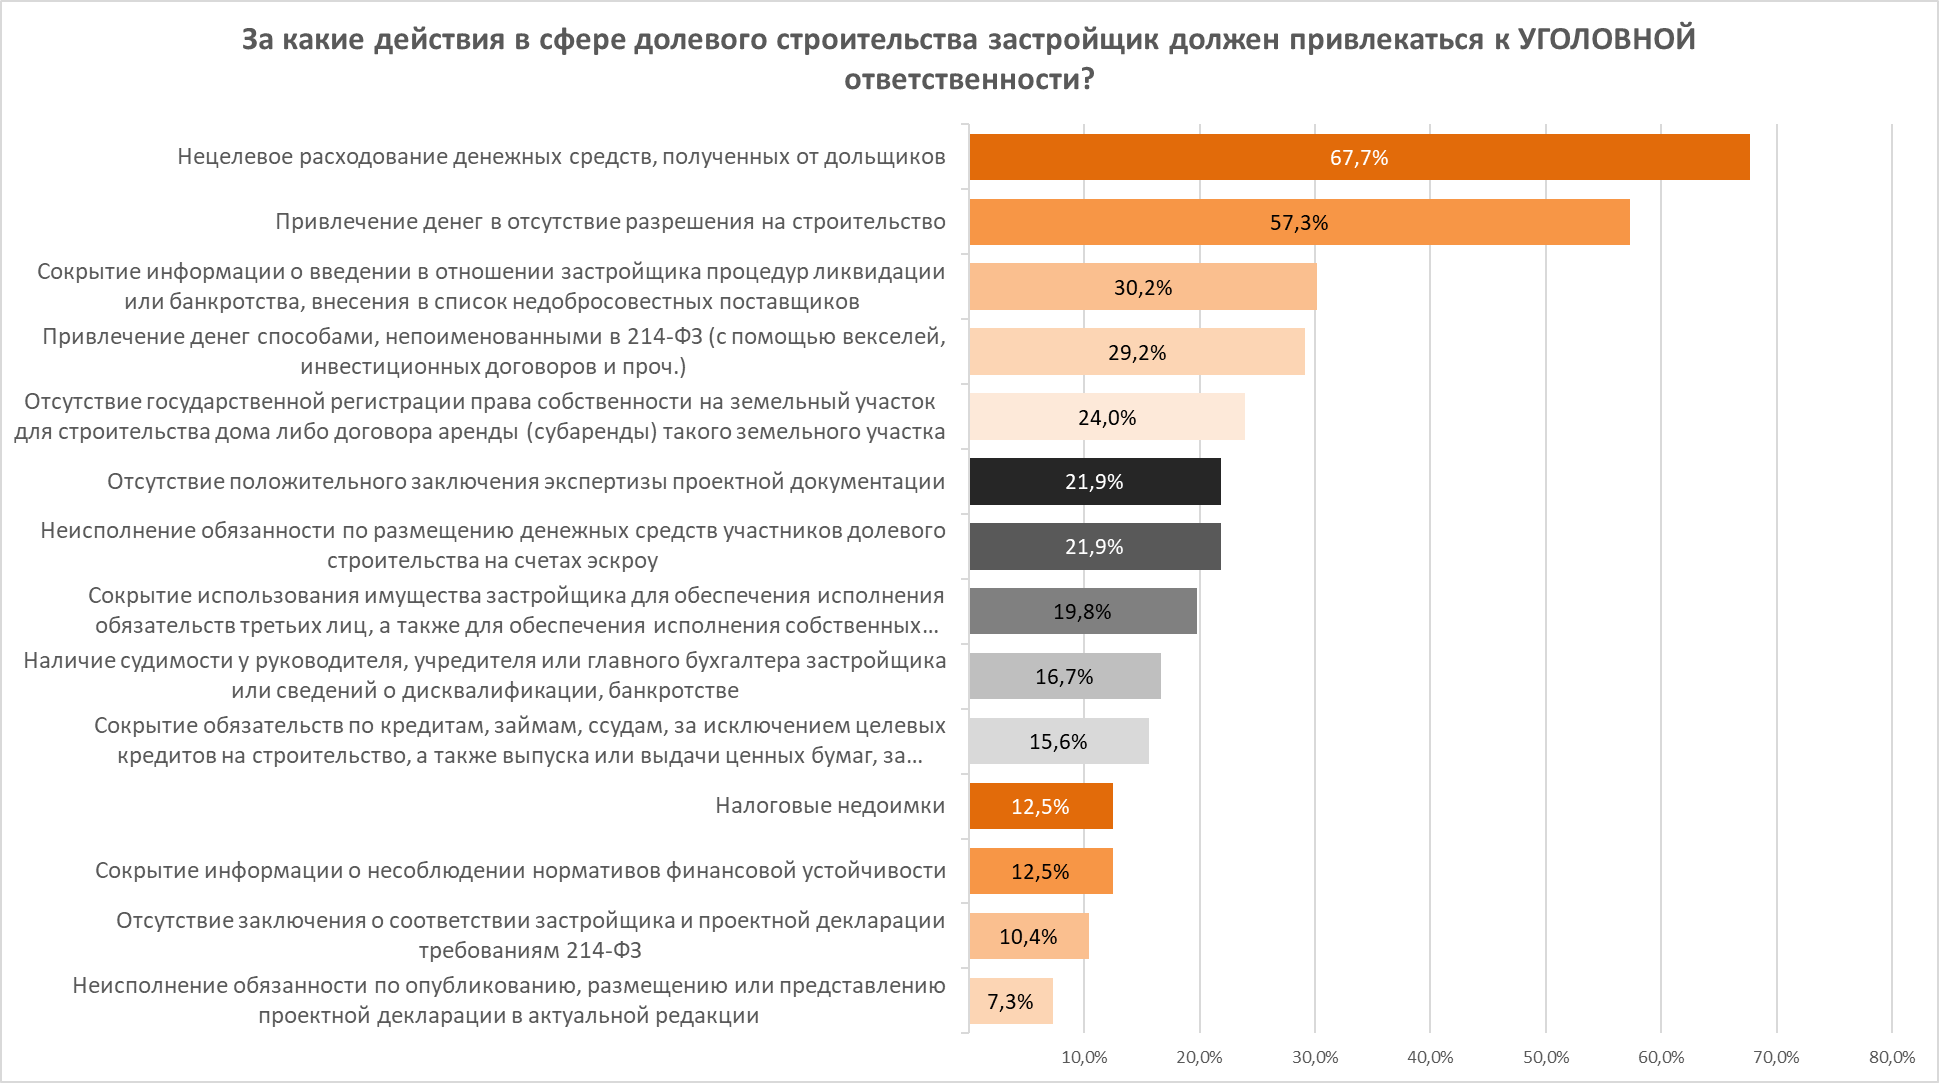 За какие действия в сфере долевого строительства застройщик должен привлекаться к УГОЛОВНОЙ
ответственности?
Нецелевое расходование денежных средств, полученных от дольщиков
67,7%
Привлечение денег в отсутствие разрешения на строительство
57,3%
Сокрытие информации о введении в отношении застройщика процедур ликвидации
или банкротства, внесения в список недобросовестных поставщиков
30,2%
Привлечение денег способами, непоименованными в 214-ФЗ (с помощью векселей,
инвестиционных договоров и проч.)
29,2%
Отсутствие государственной регистрации права собственности на земельный участок
для строительства дома либо договора аренды (субаренды) такого земельного участка
24,0%
Отсутствие положительного заключения экспертизы проектной документации
21,9%
Неисполнение обязанности по размещению денежных средств участников долевого
строительства на счетах эскроу
21,9%
Сокрытие использования имущества застройщика для обеспечения исполнения
обязательств третьих лиц, а также для обеспечения исполнения собственных...
19,8%
Наличие судимости у руководителя, учредителя или главного бухгалтера застройщика
или сведений о дисквалификации, банкротстве
16,7%
Сокрытие обязательств по кредитам, займам, ссудам, за исключением целевых
кредитов на строительство, а также выпуска или выдачи ценных бумаг, за...
15,6%
Налоговые недоимки
12,5%
Сокрытие информации о несоблюдении нормативов финансовой устойчивости
12,5%
Отсутствие заключения о соответствии застройщика и проектной декларации
требованиям 214-ФЗ
10,4%
Неисполнение обязанности по опубликованию, размещению или представлению
проектной декларации в актуальной редакции
7,3%
10,0% 20,0% 30,0% 40,0% 50,0% 60,0% 70,0% 80,0%